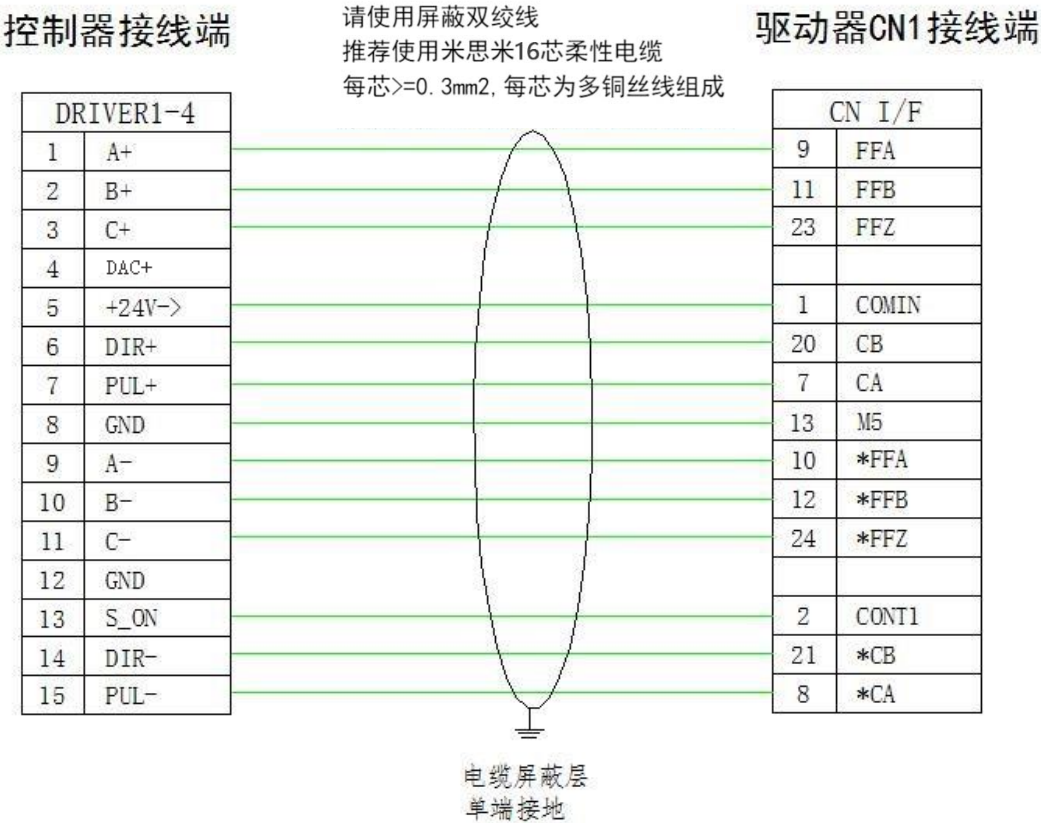 控制器接线端
请使用屏蔽双绞线
推荐使用米思米16芯柔性电缆
每芯>=0.3mm2,每芯为多铜丝线组成
驱动器CN1接线端
DRIVER1-4
1 A+
2 B+
3 C+
4 DAC+
5 +24V->
6 DIR+
7 PUL+
8 GND
9 A-
10 B-
11 C-
12 GND
13 S_ON
14 DIR-
15 PUL-
CN I/F
9 FFA
11 FFB
23 FFZ
1 COMIN
20 CB
7 CA
13 M5
10 *FFA
12 *FFB
24 *FFZ
2 CONT1
21 *CB
8 *CA
电缆屏蔽层
单端接地